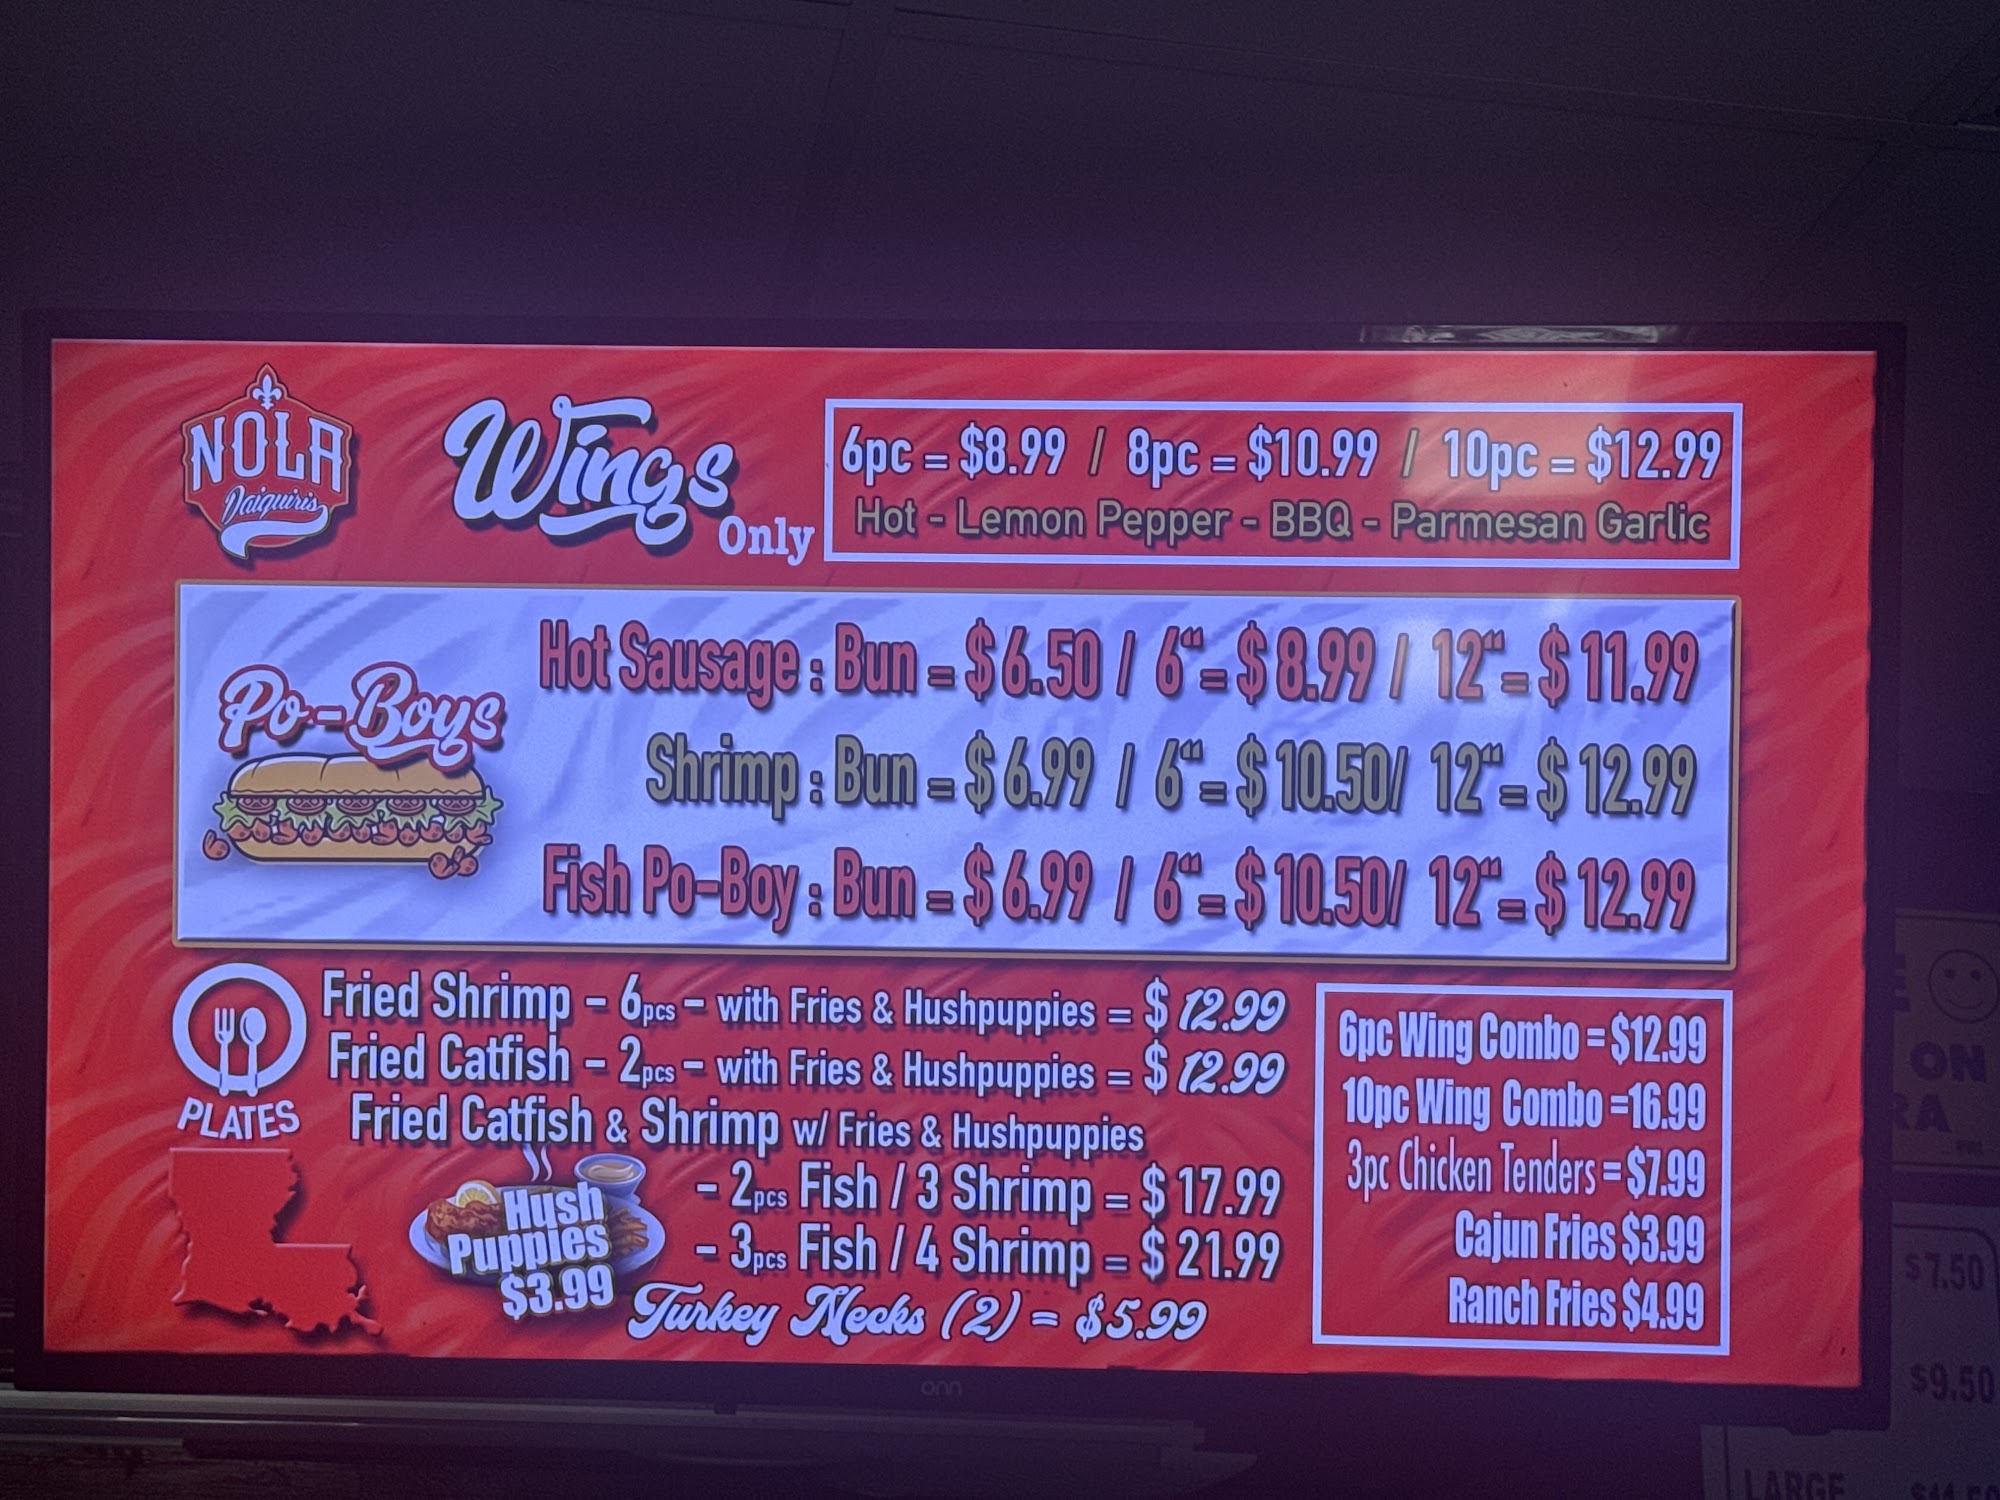 NOLA
Daiquiris
Wings
Only
6pc = $8.99 / 8pc = $10.99 / 10pc = $12.99
Hot - Lemon Pepper - BBQ - Parmesan Garlic
Po-Boys
Hot Sausage : Bun = $6.50 / 6“ = $8.99 / 12“ = $11.99
Shrimp : Bun = $6.99 / 6“ = $10.50/ 12“ = $12.99
Fish Po-Boy : Bun = $6.99 / 6“ = $10.50/ 12“ = $12.99
PLATES
Fried Shrimp - 6pcs - with Fries & Hushpuppies = $12.99
Fried Catfish - 2pcs - with Fries & Hushpuppies = $12.99
Fried Catfish & Shrimp w/ Fries & Hushpuppies
- 2pcs Fish / 3 Shrimp = $17.99
- 3pcs Fish / 4 Shrimp = $21.99
Hush
Puppies
$3.99
Turkey Necks (2) = $5.99
6pc Wing Combo = $12.99
10pc Wing Combo =16.99
3pc Chicken Tenders = $7.99
Cajun Fries $3.99
Ranch Fries $4.99
onn
ON
$7.50
$9.50
LARGE